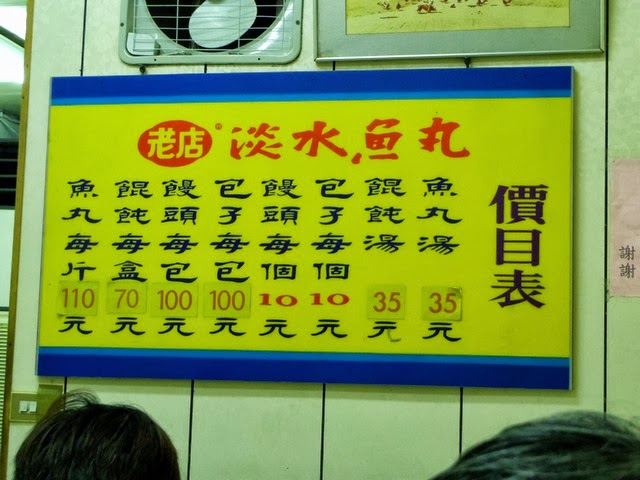 老店 淡水魚丸
價目表
魚丸湯 35元
餛飩湯 35元
包子每個 10元
饅頭每個 10元
包子每包 100元
饅頭每包 100元
餛飩每盒 70元
魚丸每斤 110元
謝謝